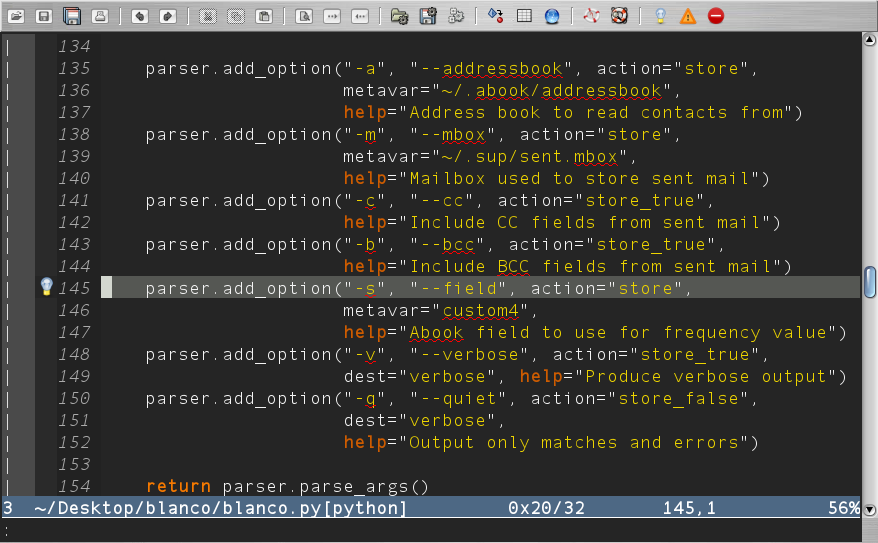 134
135     parser.add_option("-a", "--addressbook", action="store",
136                       metavar="~/.abook/addressbook",
137                       help="Address book to read contacts from")
138     parser.add_option("-m", "--mbox", action="store",
139                       metavar="~/.sup/sent.mbox",
140                       help="Mailbox used to store sent mail")
141     parser.add_option("-c", "--cc", action="store_true",
142                       help="Include CC fields from sent mail")
143     parser.add_option("-b", "--bcc", action="store_true",
144                       help="Include BCC fields from sent mail")
145     parser.add_option("-s", "--field", action="store",
146                       metavar="custom4",
147                       help="Abook field to use for frequency value")
148     parser.add_option("-v", "--verbose", action="store_true",
149                       dest="verbose", help="Produce verbose output")
150     parser.add_option("-q", "--quiet", action="store_false",
151                       dest="verbose",
152                       help="Output only matches and errors")
153
154     return parser.parse_args()
3  ~/Desktop/blanco/blanco.py[python]         0x20/32       145,1          56%
: